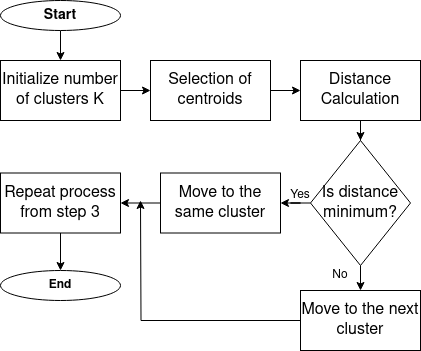 Start
Initialize number
of clusters K
Selection of
centroids
Distance
Calculation
Is distance
minimum?
Yes
Move to the
same cluster
Repeat process
from step 3
End
No
Move to the next
cluster